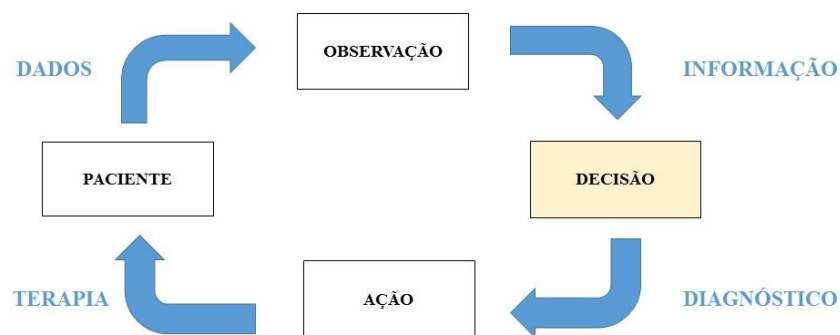 OBSERVAÇÃO
DADOS
INFORMAÇÃO
PACIENTE
DECISÃO
TERAPIA
AÇÃO
DIAGNÓSTICO